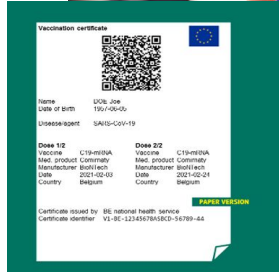 Vaccination certificate
Name DOE Joe
Date of Birth 1957-06-05
Disease/agent SARS-CoV-19
Dose 1/2 Dose 2/2
Vaccine C19-mRNA Vaccine C19-mRNA
Med. product Comirnaty Med. product Comirnaty
Manufacturer BioNTech Manufacturer BioNTech
Date 2021-02-03 Date 2021-02-24
Country Belgium Country Belgium
PAPER VERSION
Certificate issued by BE national health service
Certificate identifier V1-BE-12345678ASBCD-56789-44